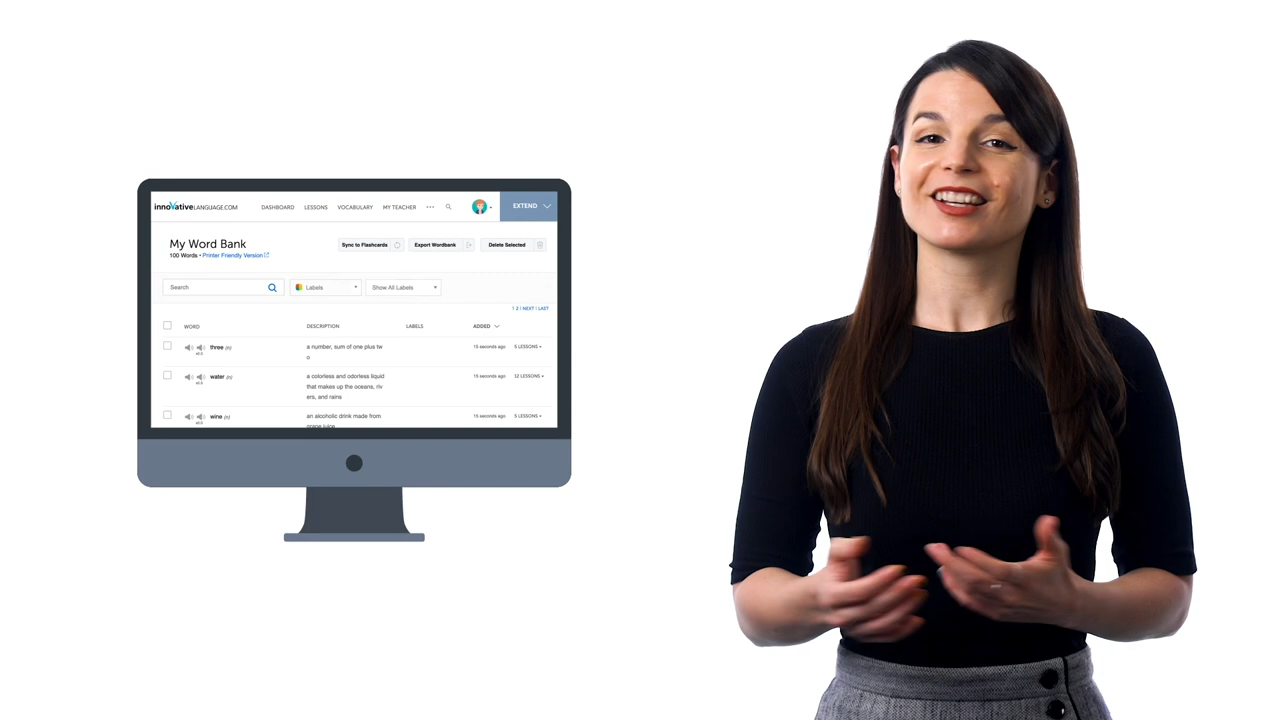 innoVativeLANGUAGE.COM DASHBOARD LESSONS VOCABULARY MY TEACHER EXTEND
My Word Bank Sync to Flashcards Export Wordbank Delete Selected
100 Words • Printer Friendly Version
Search Labels Show All Labels
1 2 | NEXT | LAST
WORD DESCRIPTION LABELS ADDED
three (n) a number, sum of one plus tw 15 seconds ago 5 LESSONS
o
water (n) a colorless and odorless liquid 15 seconds ago 12 LESSONS
that makes up the oceans, riv
ers, and rains
wine (n) an alcoholic drink made from 15 seconds ago 5 LESSONS
grape juice